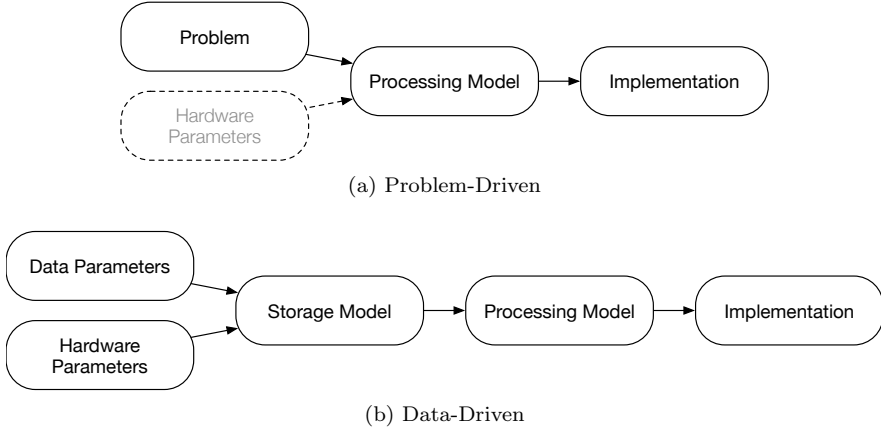 Problem
Processing Model
Implementation
Hardware
Parameters
(a) Problem-Driven
Data Parameters
Storage Model
Processing Model
Implementation
Hardware
Parameters
(b) Data-Driven